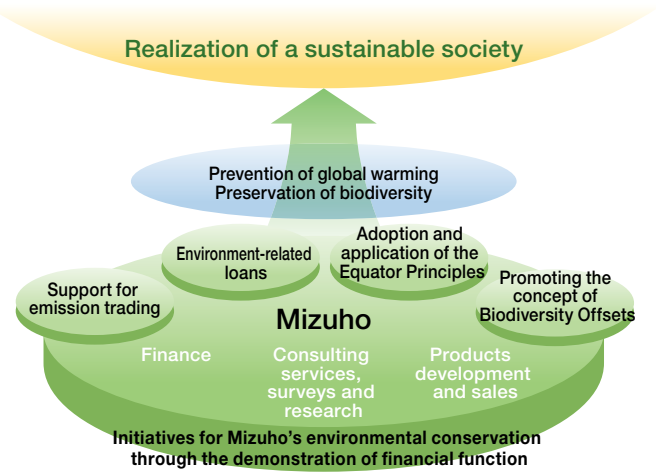 Realization of a sustainable society
Prevention of global warming
Preservation of biodiversity
Environment-related
loans
Adoption and
application of the
Equator Principles
Support for
emission trading
Promoting the
concept of
Biodiversity Offsets
Mizuho
Finance
Consulting
services,
surveys and
research
Products
development
and sales
Initiatives for Mizuho's environmental conservation
through the demonstration of financial function